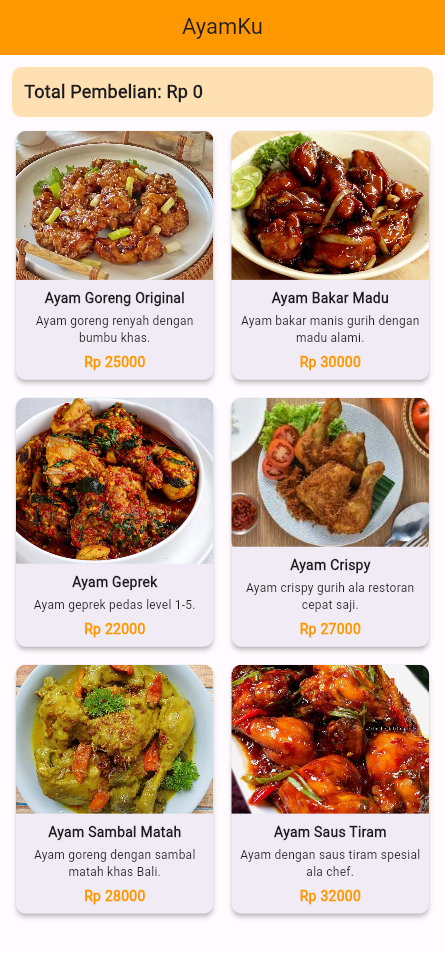 AyamKu
Total Pembelian: Rp 0
Ayam Goreng Original
Ayam goreng renyah dengan
bumbu khas.
Rp 25000
Ayam Bakar Madu
Ayam bakar manis gurih dengan
madu alami.
Rp 30000
Ayam Geprek
Ayam geprek pedas level 1-5.
Rp 22000
Ayam Crispy
Ayam crispy gurih ala restoran
cepat saji.
Rp 27000
Ayam Sambal Matah
Ayam goreng dengan sambal
matah khas Bali.
Rp 28000
Ayam Saus Tiram
Ayam dengan saus tiram spesial
ala chef.
Rp 32000